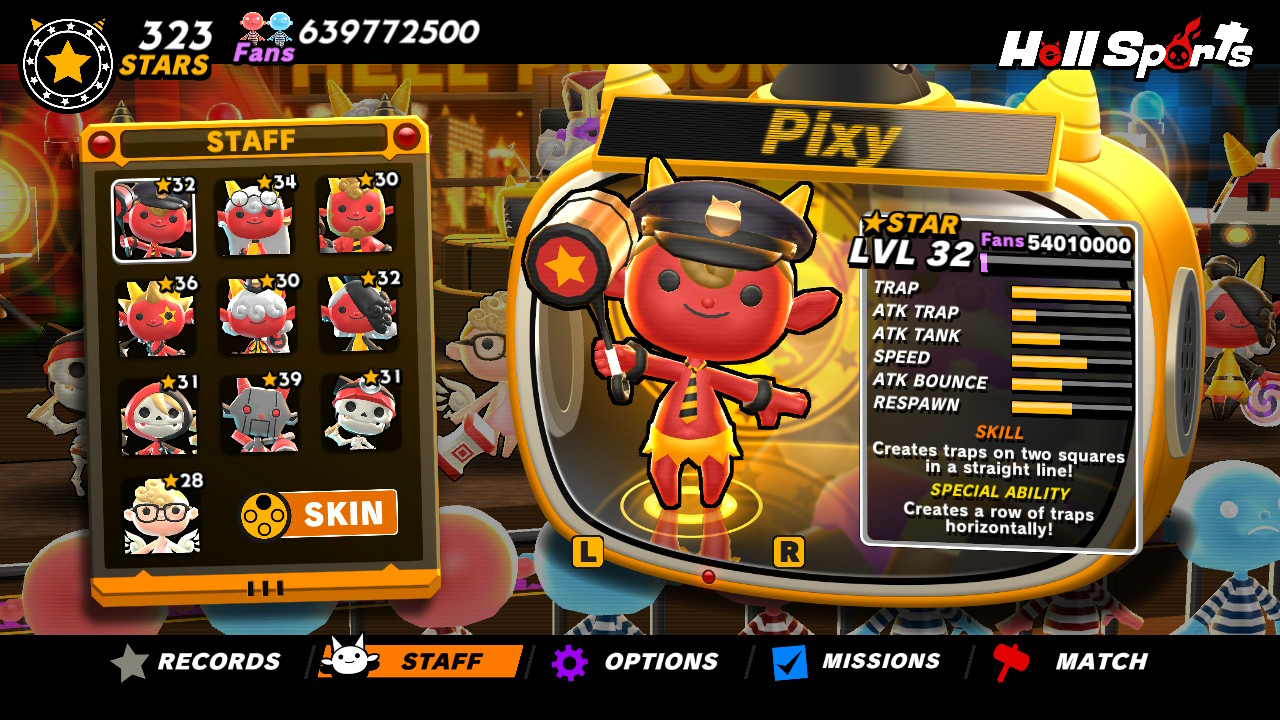 323
STARS
Fans
639772500
Hell Sports
STAFF
32
34
30
36
30
32
31
39
31
28
SKIN
Pixy
STAR
LVL 32
Fans 54010000
TRAP
ATK TRAP
ATK TANK
SPEED
ATK BOUNCE
RESPAWN
SKILL
Creates traps on two squares
in a straight line!
SPECIAL ABILITY
Creates a row of traps
horizontally!
L
R
RECORDS
STAFF
OPTIONS
MISSIONS
MATCH